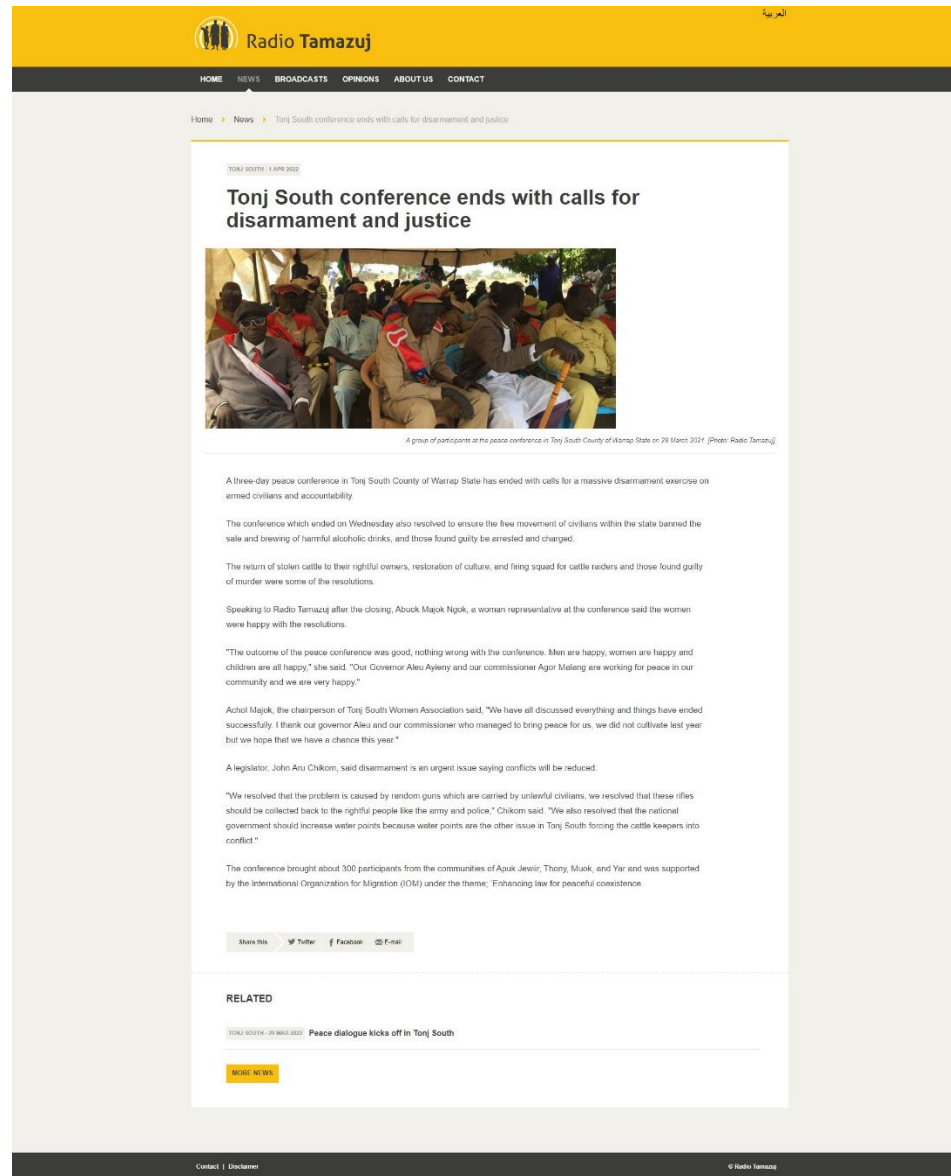 العربية
Radio Tamazuj
HOME NEWS BROADCASTS OPINIONS ABOUT US CONTACT
Home > News > Tonj South conference ends with calls for disarmament and justice
TONJ SOUTH - 1 APR 2022
Tonj South conference ends with calls for
disarmament and justice
A group of participants at the peace conference in Tonj South County of Warrap State on 29 March 2021. [Photo: Radio Tamazuj]
A three-day peace conference in Tonj South County of Warrap State has ended with calls for a massive disarmament exercise on
armed civilians and accountability.
The conference which ended on Wednesday also resolved to ensure the free movement of civilians within the state banned the
sale and brewing of harmful alcoholic drinks, and those found guilty be arrested and charged.
The return of stolen cattle to their rightful owners, restoration of culture, and firing squad for cattle raiders and those found guilty
of murder were some of the resolutions.
Speaking to Radio Tamazuj after the closing, Abuok Majok Ngok, a woman representative at the conference said the women
were happy with the resolutions.
"The outcome of the peace conference was good, nothing wrong with the conference. Men are happy, women are happy and
children are all happy," she said. "Our Governor Aleu Ayieny and our commissioner Agor Malang are working for peace in our
community and we are very happy."
Achol Majok, the chairperson of Tonj South Women Association said, "We have all discussed everything and things have ended
successfully. I thank our governor Aleu and our commissioner who managed to bring peace for us, we did not cultivate last year
but we hope that we have a chance this year."
A legislator, John Aru Chikom, said disarmament is an urgent issue saying conflicts will be reduced.
"We resolved that the problem is caused by random guns which are carried by unlawful civilians, we resolved that these rifles
should be collected back to the rightful people like the army and police," Chikom said. "We also resolved that the national
government should increase water points because water points are the other issue in Tonj South forcing the cattle keepers into
conflict."
The conference brought about 300 participants from the communities of Apuk Jewiir, Thony, Muok, and Yar and was supported
by the International Organization for Migration (IOM) under the theme; 'Enhancing law for peaceful coexistence
Share this Twitter Facebook E-mail
RELATED
TONJ SOUTH - 29 MAR 2022 Peace dialogue kicks off in Tonj South
MORE NEWS
Contact | Disclaimer
© Radio Tamazuj